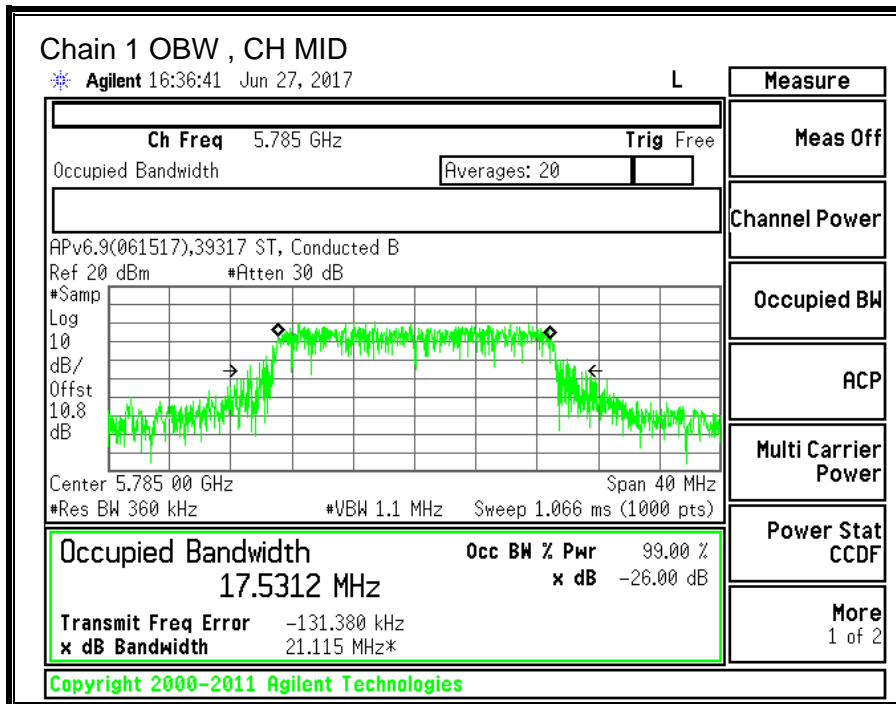 Chain 1 OBW , CH MID
Agilent 16:36:41 Jun 27, 2017 L
Measure
Ch Freq 5.785 GHz Trig Free
Occupied Bandwidth Averages: 20
APv6.9(061517),39317 ST, Conducted B
Ref 20 dBm #Atten 30 dB
#Samp
Log
10
dB/
Offst
10.8
dB
Center 5.785 00 GHz Span 40 MHz
#Res BW 360 kHz #VBW 1.1 MHz Sweep 1.066 ms (1000 pts)
Occupied Bandwidth Occ BW % Pwr 99.00 %
17.5312 MHz x dB -26.00 dB
Transmit Freq Error -131.380 kHz
x dB Bandwidth 21.115 MHz*
Copyright 2000-2011 Agilent Technologies
Meas Off
Channel Power
Occupied BW
ACP
Multi Carrier
Power
Power Stat
CCDF
More
1 of 2